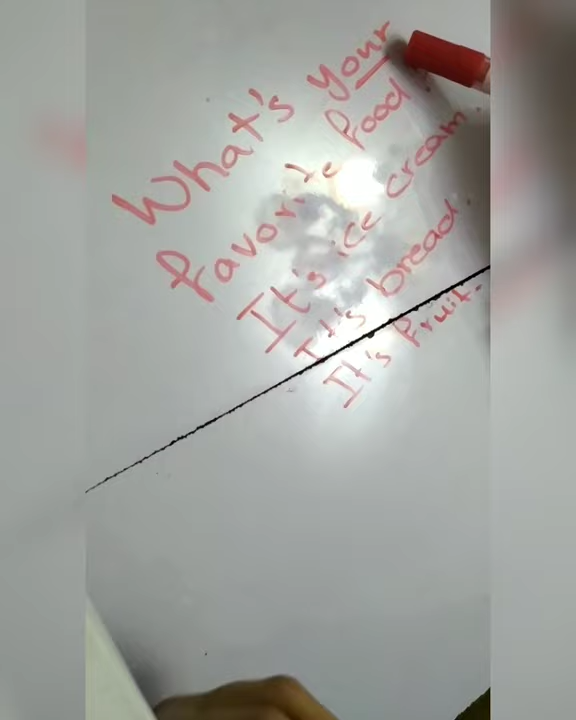 What's your
favorite food.
It's ice cream.
It's bread.
It's fruit.